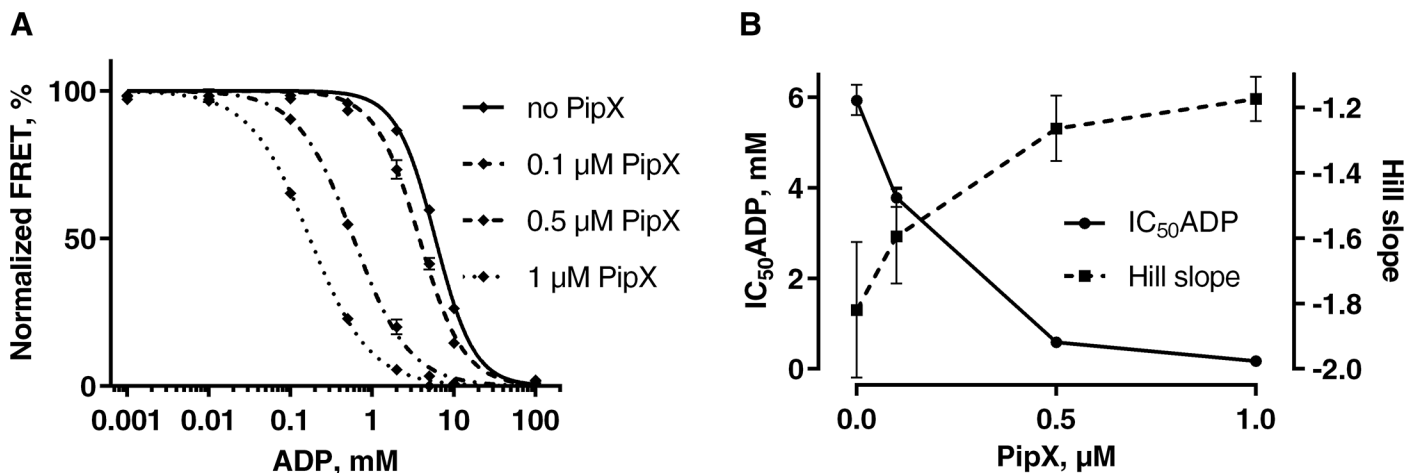 A
Normalized FRET, %
100
50
0
0.001 0.01 0.1 1 10 100
ADP, mM
no PipX
0.1 µM PipX
0.5 µM PipX
1 µM PipX
B
IC₅₀ADP, mM
6
4
2
0
0.0 0.5 1.0
PipX, µM
IC₅₀ADP
Hill slope
-1.2
-1.4
-1.6
-1.8
-2.0
Hill slope